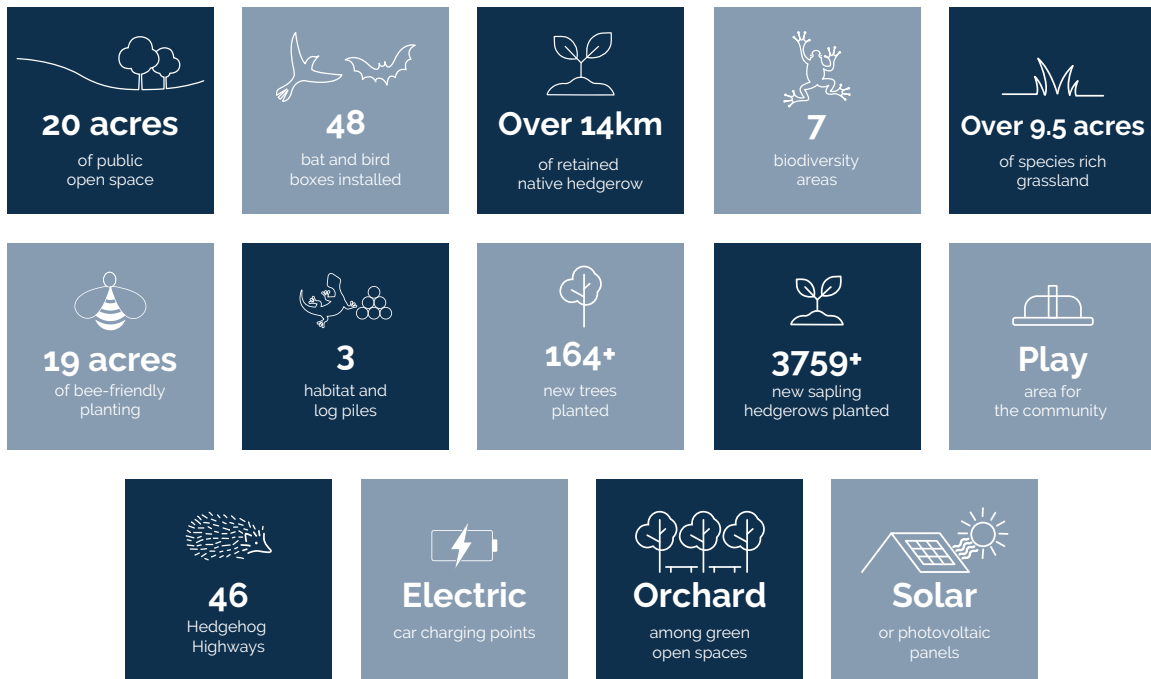 20 acres
of public
open space
48
bat and bird
boxes installed
Over 14km
of retained
native hedgerow
7
biodiversity
areas
Over 9.5 acres
of species rich
grassland
19 acres
of bee-friendly
planting
3
habitat and
log piles
164+
new trees
planted
3759+
new sapling
hedgerows planted
Play
area for
the community
46
Hedgehog
Highways
Electric
car charging points
Orchard
among green
open spaces
Solar
or photovoltaic
panels